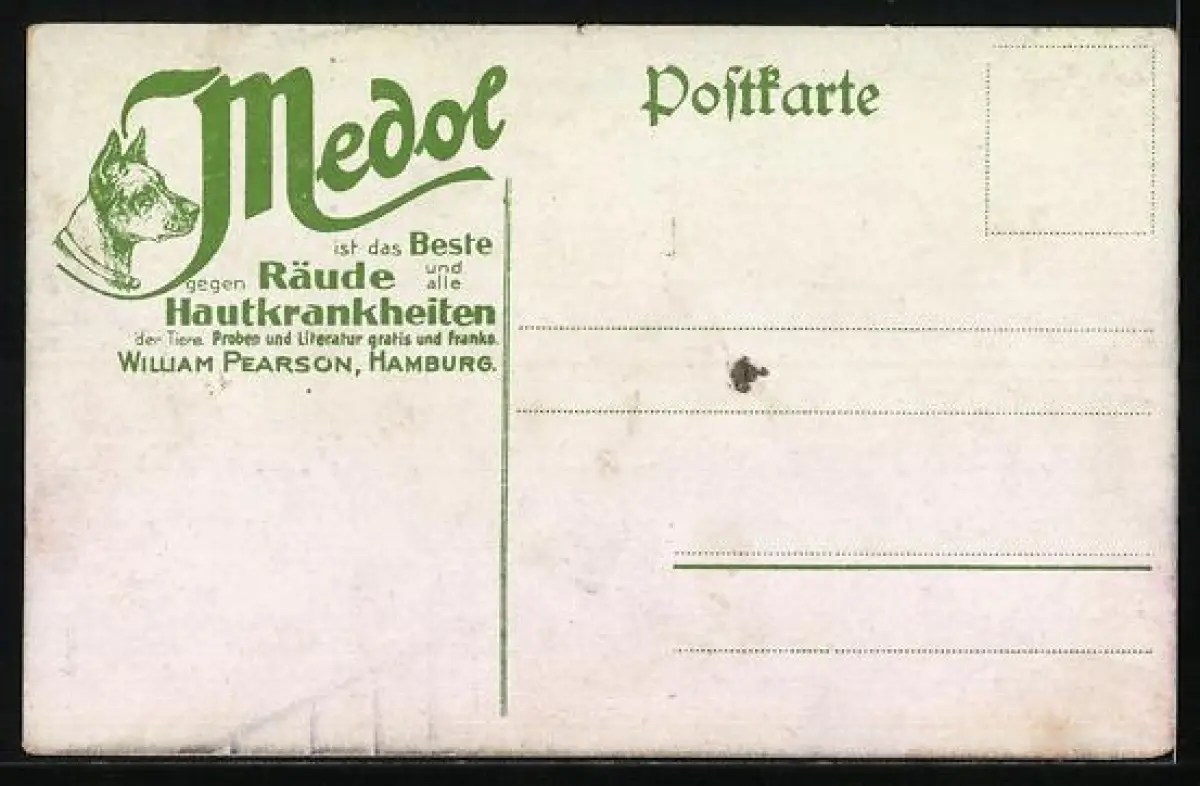 Medol
ist das Beste
gegen Räude und alle
Hautkrankheiten
der Tiere. Proben und Literatur gratis und franko.
WILLIAM PEARSON, HAMBURG.
Poſtkarte